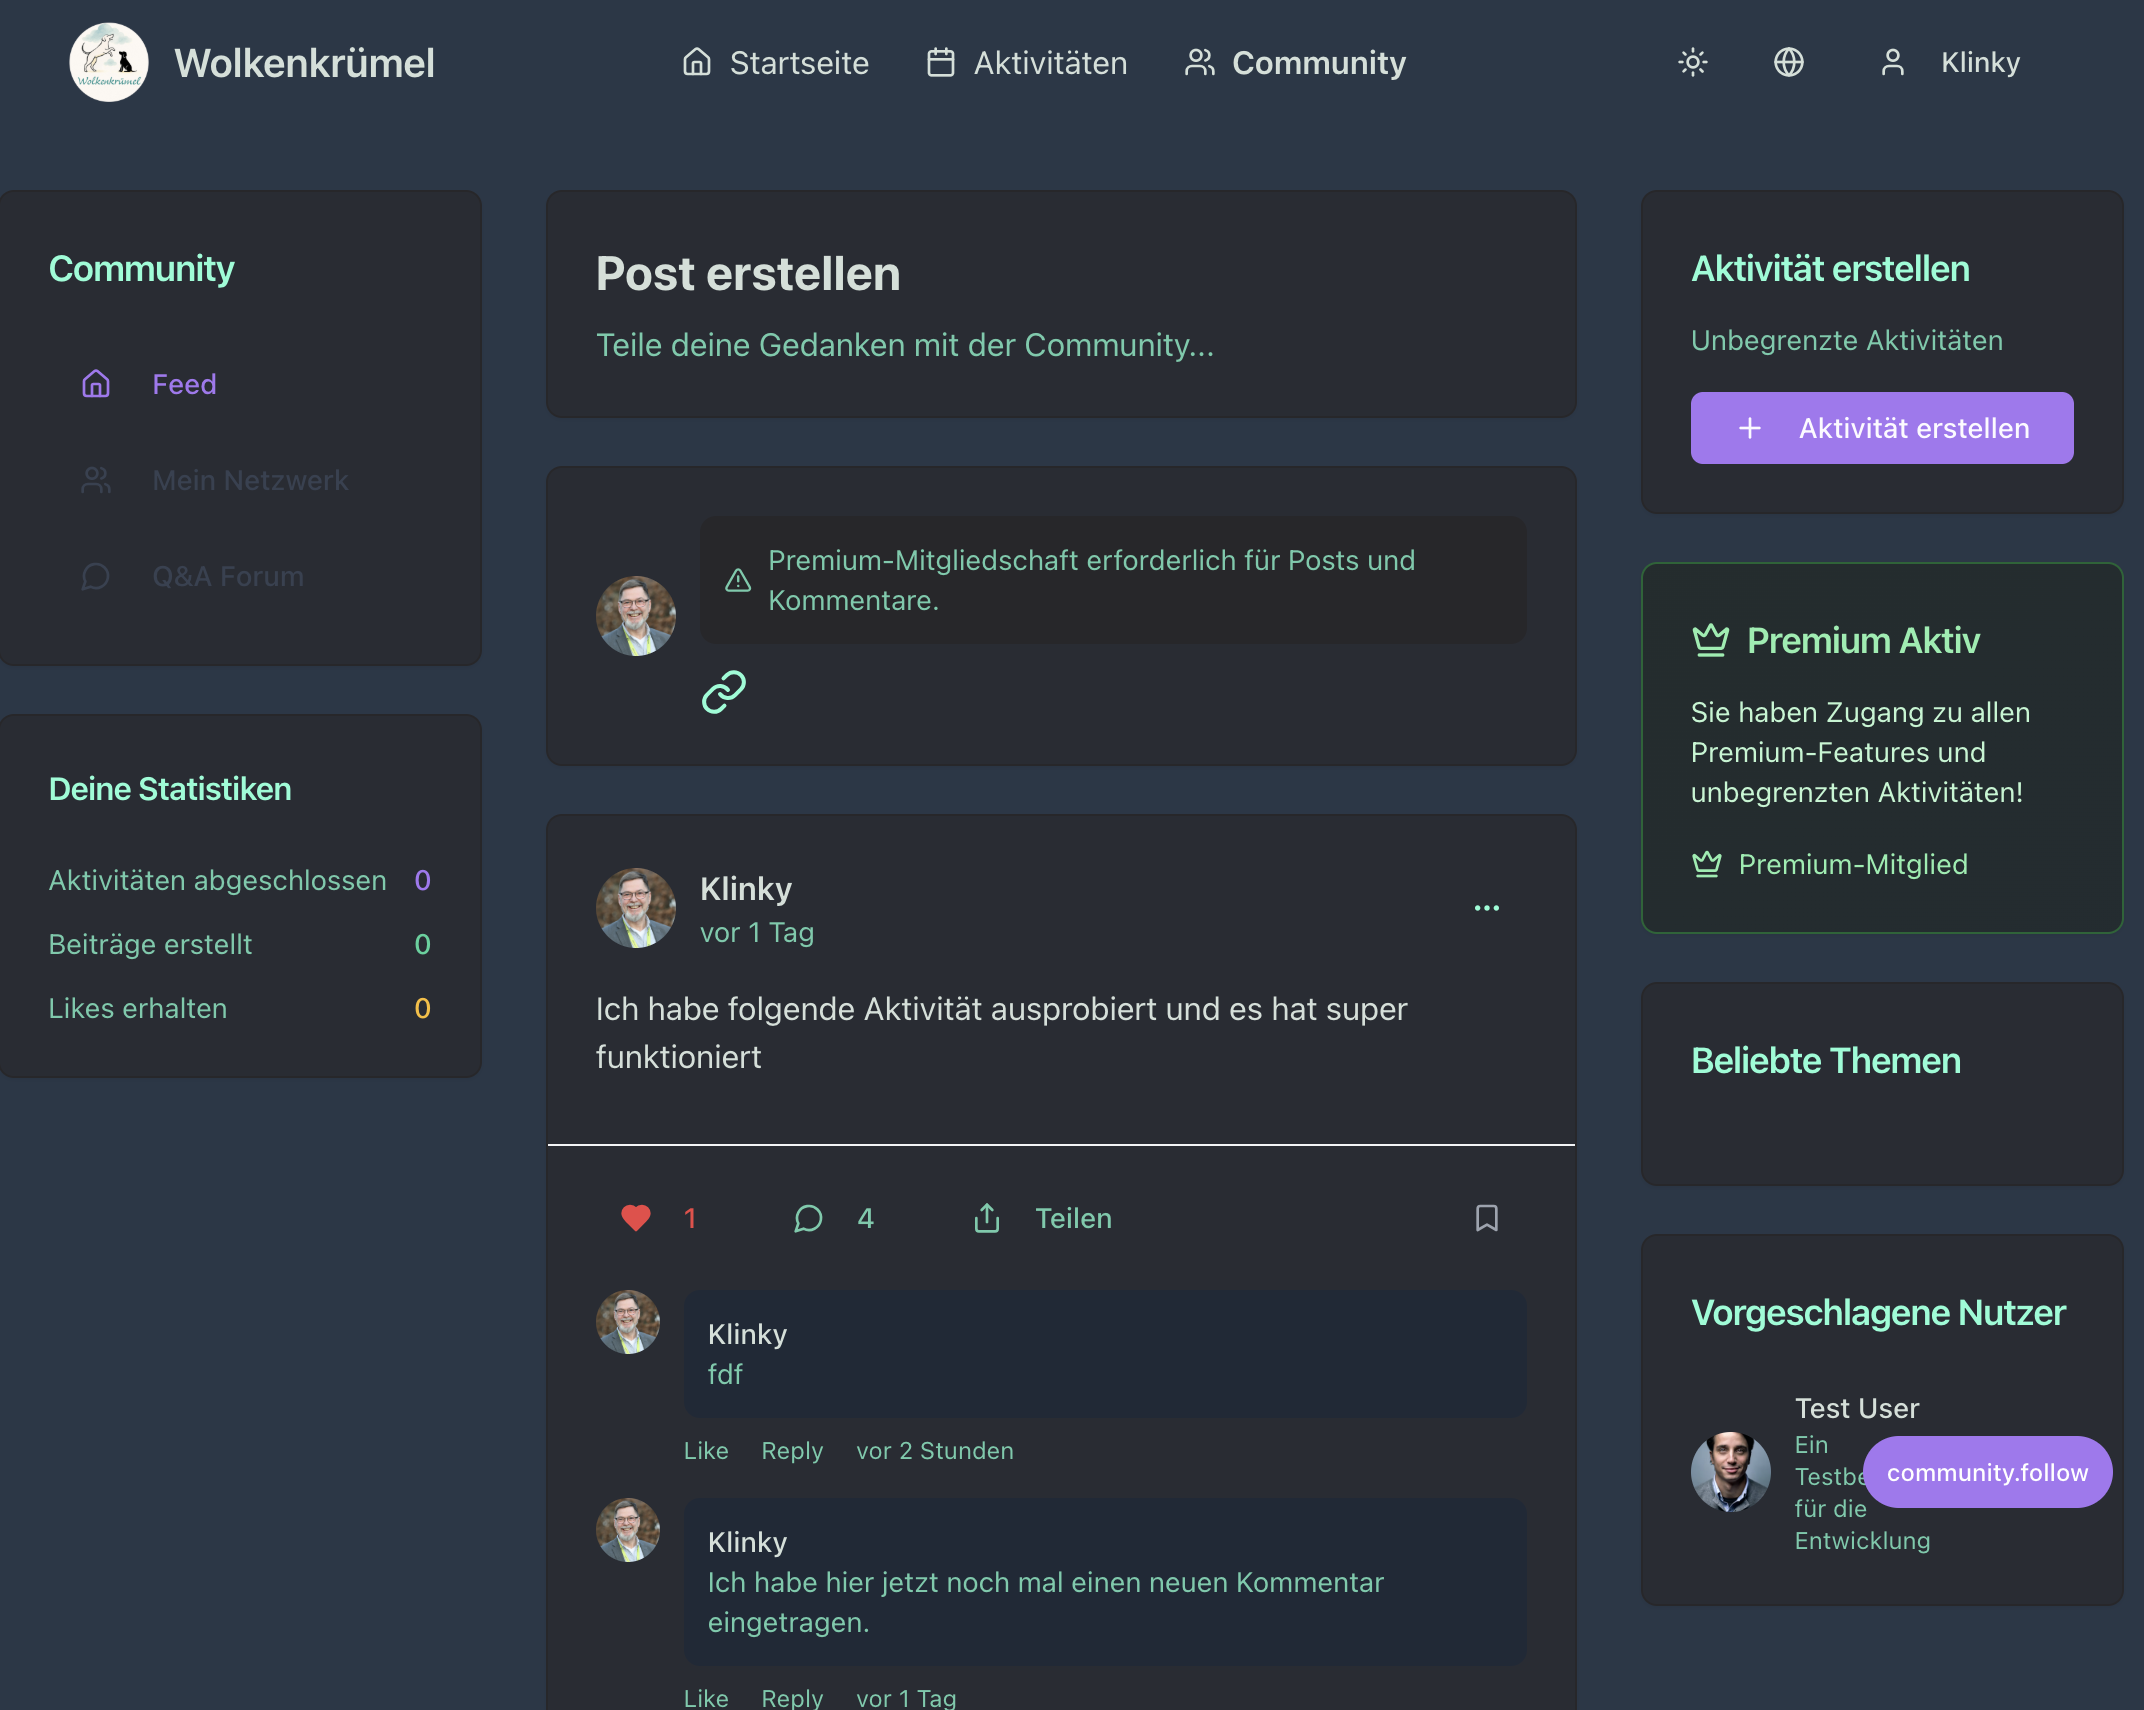 Wolkenkrümel
Wolkenkrümel
Startseite
Aktivitäten
Community
Klinky
Community
Feed
Mein Netzwerk
Q&A Forum
Deine Statistiken
Aktivitäten abgeschlossen 0
Beiträge erstellt 0
Likes erhalten 0
Post erstellen
Teile deine Gedanken mit der Community...
Premium-Mitgliedschaft erforderlich für Posts und
Kommentare.
Klinky
vor 1 Tag
Ich habe folgende Aktivität ausprobiert und es hat super
funktioniert
1
4
Teilen
Klinky
fdf
Like Reply vor 2 Stunden
Klinky
Ich habe hier jetzt noch mal einen neuen Kommentar
eingetragen.
Like Reply vor 1 Tag
Aktivität erstellen
Unbegrenzte Aktivitäten
Aktivität erstellen
Premium Aktiv
Sie haben Zugang zu allen
Premium-Features und
unbegrenzten Aktivitäten!
Premium-Mitglied
Beliebte Themen
Vorgeschlagene Nutzer
Test User
Ein
für die
Entwicklung
community.follow